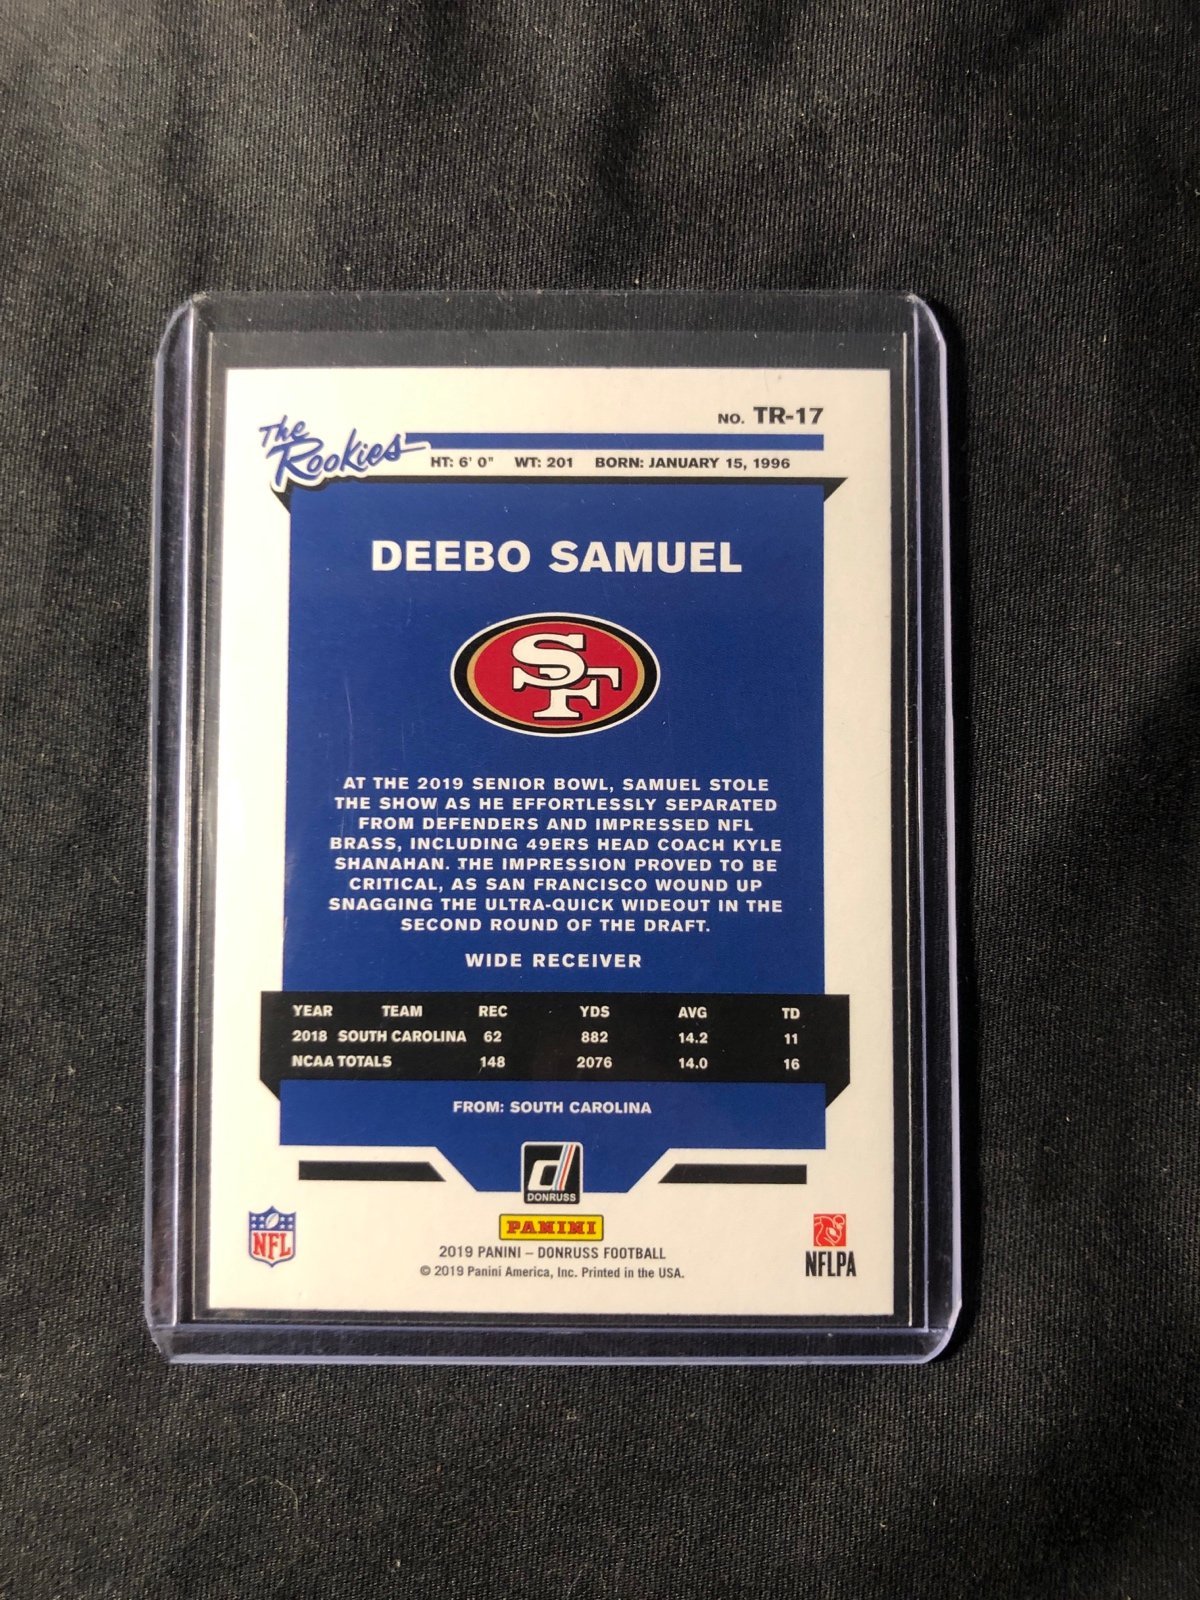 NO. TR-17
The
Rookies
HT: 6' 0" WT: 201 BORN: JANUARY 15, 1996
DEEBO SAMUEL
SF
AT THE 2019 SENIOR BOWL, SAMUEL STOLE
THE SHOW AS HE EFFORTLESSLY SEPARATED
FROM DEFENDERS AND IMPRESSED NFL
BRASS, INCLUDING 49ERS HEAD COACH KYLE
SHANAHAN. THE IMPRESSION PROVED TO BE
CRITICAL, AS SAN FRANCISCO WOUND UP
SNAGGING THE ULTRA-QUICK WIDEOUT IN THE
SECOND ROUND OF THE DRAFT.
WIDE RECEIVER
YEAR TEAM REC YDS AVG TD
2018 SOUTH CAROLINA 62 882 14.2 11
NCAA TOTALS 148 2076 14.0 16
FROM: SOUTH CAROLINA
d
DONRUSS
PANINI
NFL
2019 PANINI – DONRUSS FOOTBALL
© 2019 Panini America, Inc. Printed in the USA.
NFLPA